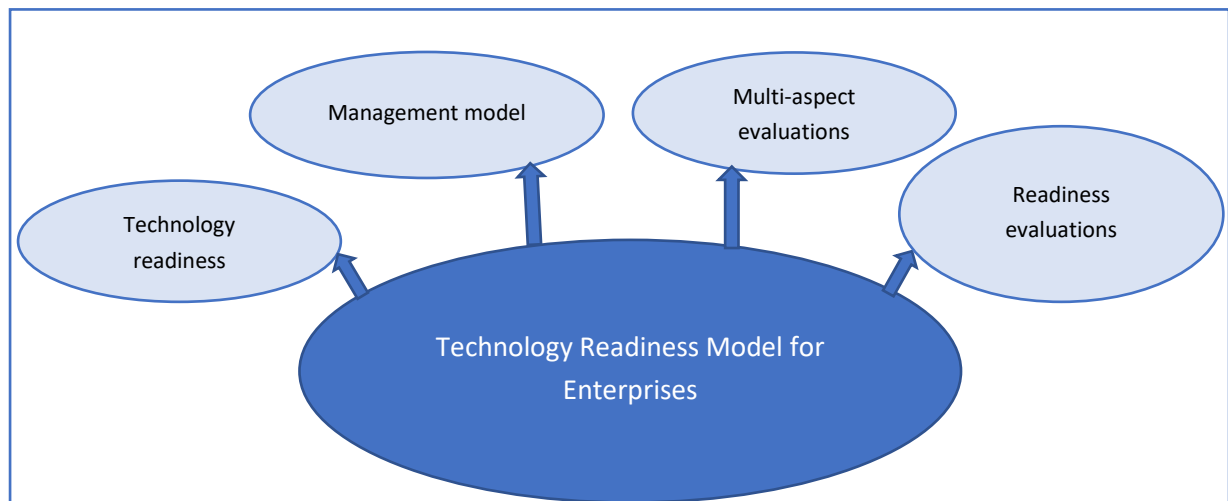 Management model
Multi-aspect
evaluations
Technology
readiness
Readiness
evaluations
Technology Readiness Model for
Enterprises